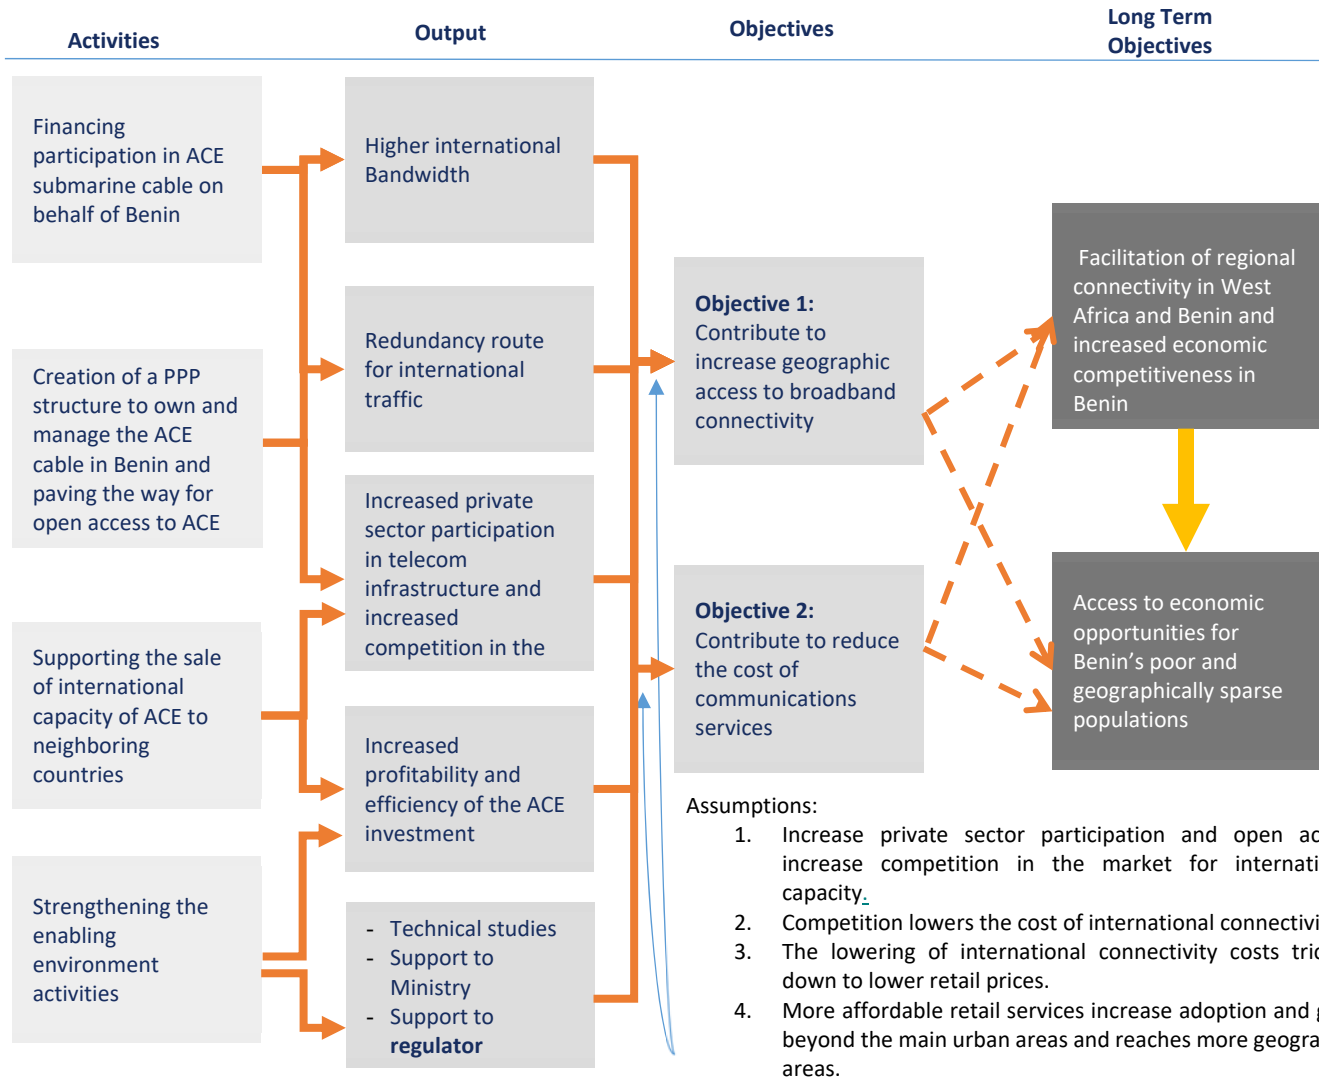 Activities
Output
Objectives
Long Term
Objectives
Financing
participation in ACE
submarine cable on
behalf of Benin
Creation of a PPP
structure to own and
manage the ACE
cable in Benin and
paving the way for
open access to ACE
Supporting the sale
of international
capacity of ACE to
neighboring
countries
Strengthening the
enabling
environment
activities
Higher international
Bandwidth
Redundancy route
for international
traffic
Increased private
sector participation
in telecom
infrastructure and
increased
competition in the
Increased
profitability and
efficiency of the ACE
investment
- Technical studies
- Support to
Ministry
- Support to
regulator
Objective 1:
Contribute to
increase geographic
access to broadband
connectivity
Objective 2:
Contribute to reduce
the cost of
communications
services
Facilitation of regional
connectivity in West
Africa and Benin and
increased economic
competitiveness in
Benin
Access to economic
opportunities for
Benin’s poor and
geographically sparse
populations
Assumptions:
1. Increase private sector participation and open
increase competition in the market for
capacity.
2. Competition lowers the cost of international
3. The lowering of international connectivity costs
down to lower retail prices.
4. More affordable retail services increase adoption and
beyond the main urban areas and reaches more
areas.